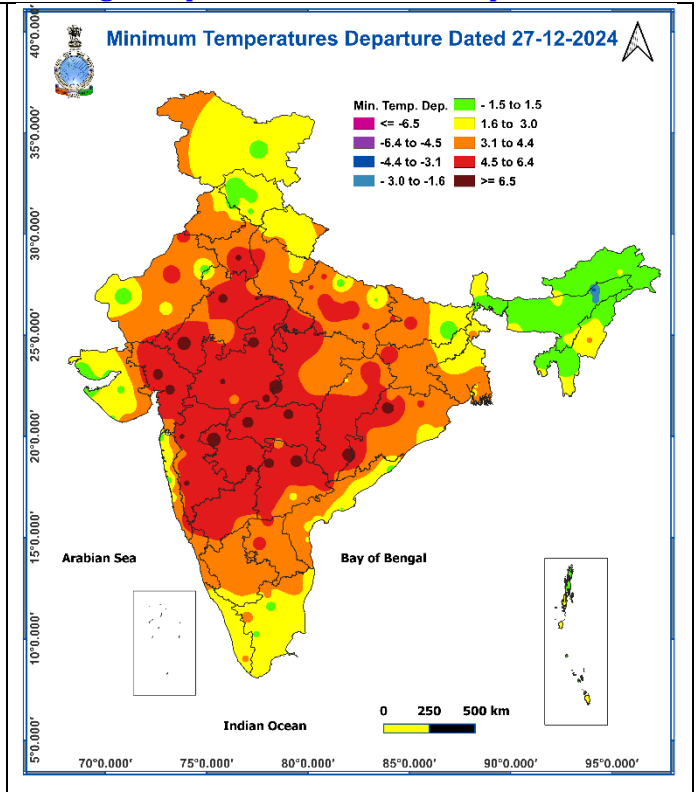 Minimum Temperatures Departure Dated 27-12-2024
Min. Temp. Dep.
<= -6.5
-6.4 to -4.5
-4.4 to -3.1
- 3.0 to -1.6
- 1.5 to 1.5
1.6 to 3.0
3.1 to 4.4
4.5 to 6.4
>= 6.5
40°0.000'
35°0.000'
30°0.000'
25°0.000'
20°0.000'
15°0.000'
10°0.000'
5°0.000'
Arabian Sea
Bay of Bengal
Indian Ocean
0 250 500 km
70°0.000' 75°0.000' 80°0.000' 85°0.000' 90°0.000' 95°0.000'